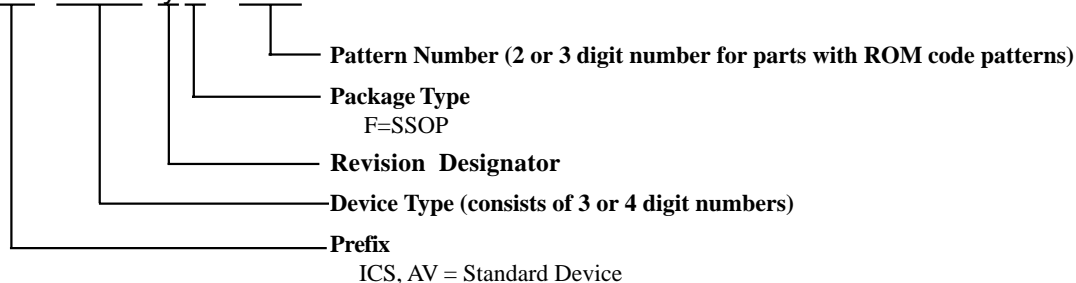 Pattern Number (2 or 3 digit number for parts with ROM code patterns)
Package Type
F=SSOP
Revision Designator
Device Type (consists of 3 or 4 digit numbers)
Prefix
ICS, AV = Standard Device